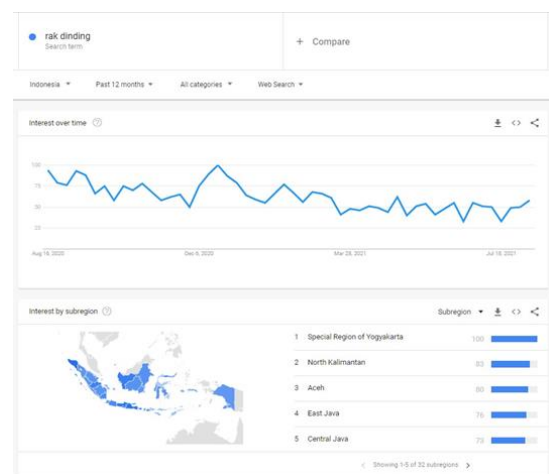 rak dinding
Search term
+ Compare
Indonesia
Past 12 months
All categories
Web Search
Interest over time
100
75
50
25
Aug 16, 2020
Dec 6, 2020
Mar 28, 2021
Jul 18, 2021
Interest by subregion
Subregion
1 Special Region of Yogyakarta 100
2 North Kalimantan 83
3 Aceh 80
4 East Java 76
5 Central Java 73
Showing 1-5 of 32 subregions